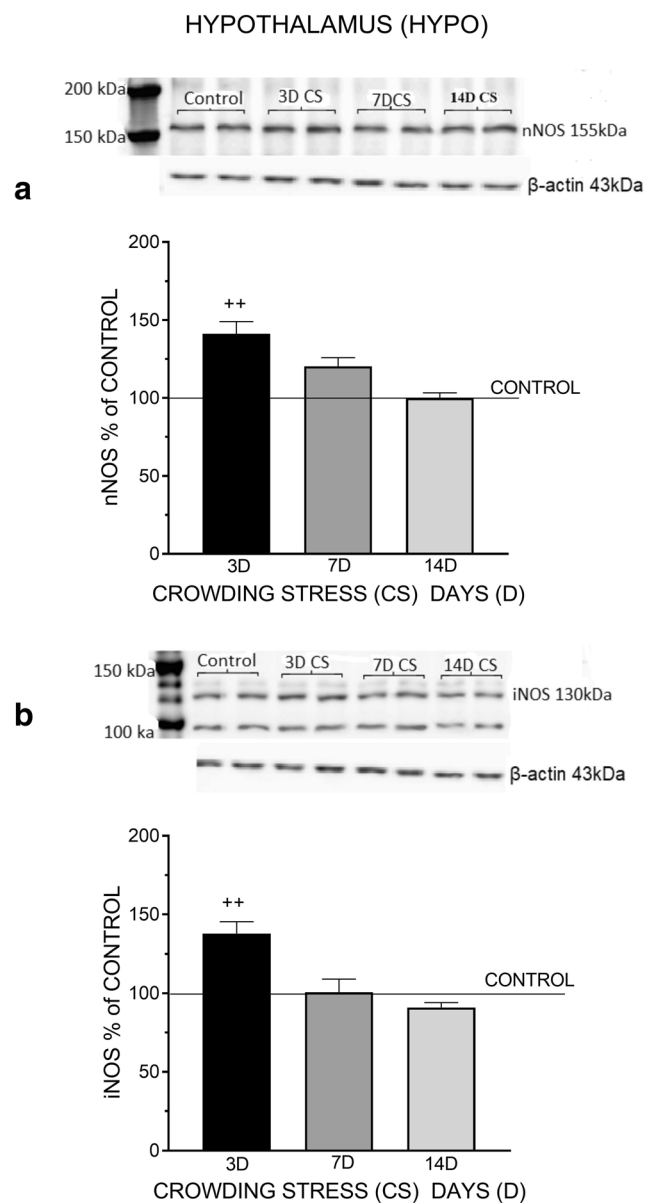 HYPOTHALAMUS (HYPO)
200 kDa
Control 3D CS 7DCS 14D CS
150 kDa
nNOS 155kDa
β-actin 43kDa
a
200
++
150
CONTROL
100
50
0
nNOS % of CONTROL
3D 7D 14D
CROWDING STRESS (CS) DAYS (D)
Control 3D CS 7D CS 14D CS
150 kDa
iNOS 130kDa
b
100 ka
β-actin 43kDa
200
++
150
CONTROL
100
50
0
iNOS % of CONTROL
3D 7D 14D
CROWDING STRESS (CS) DAYS (D)